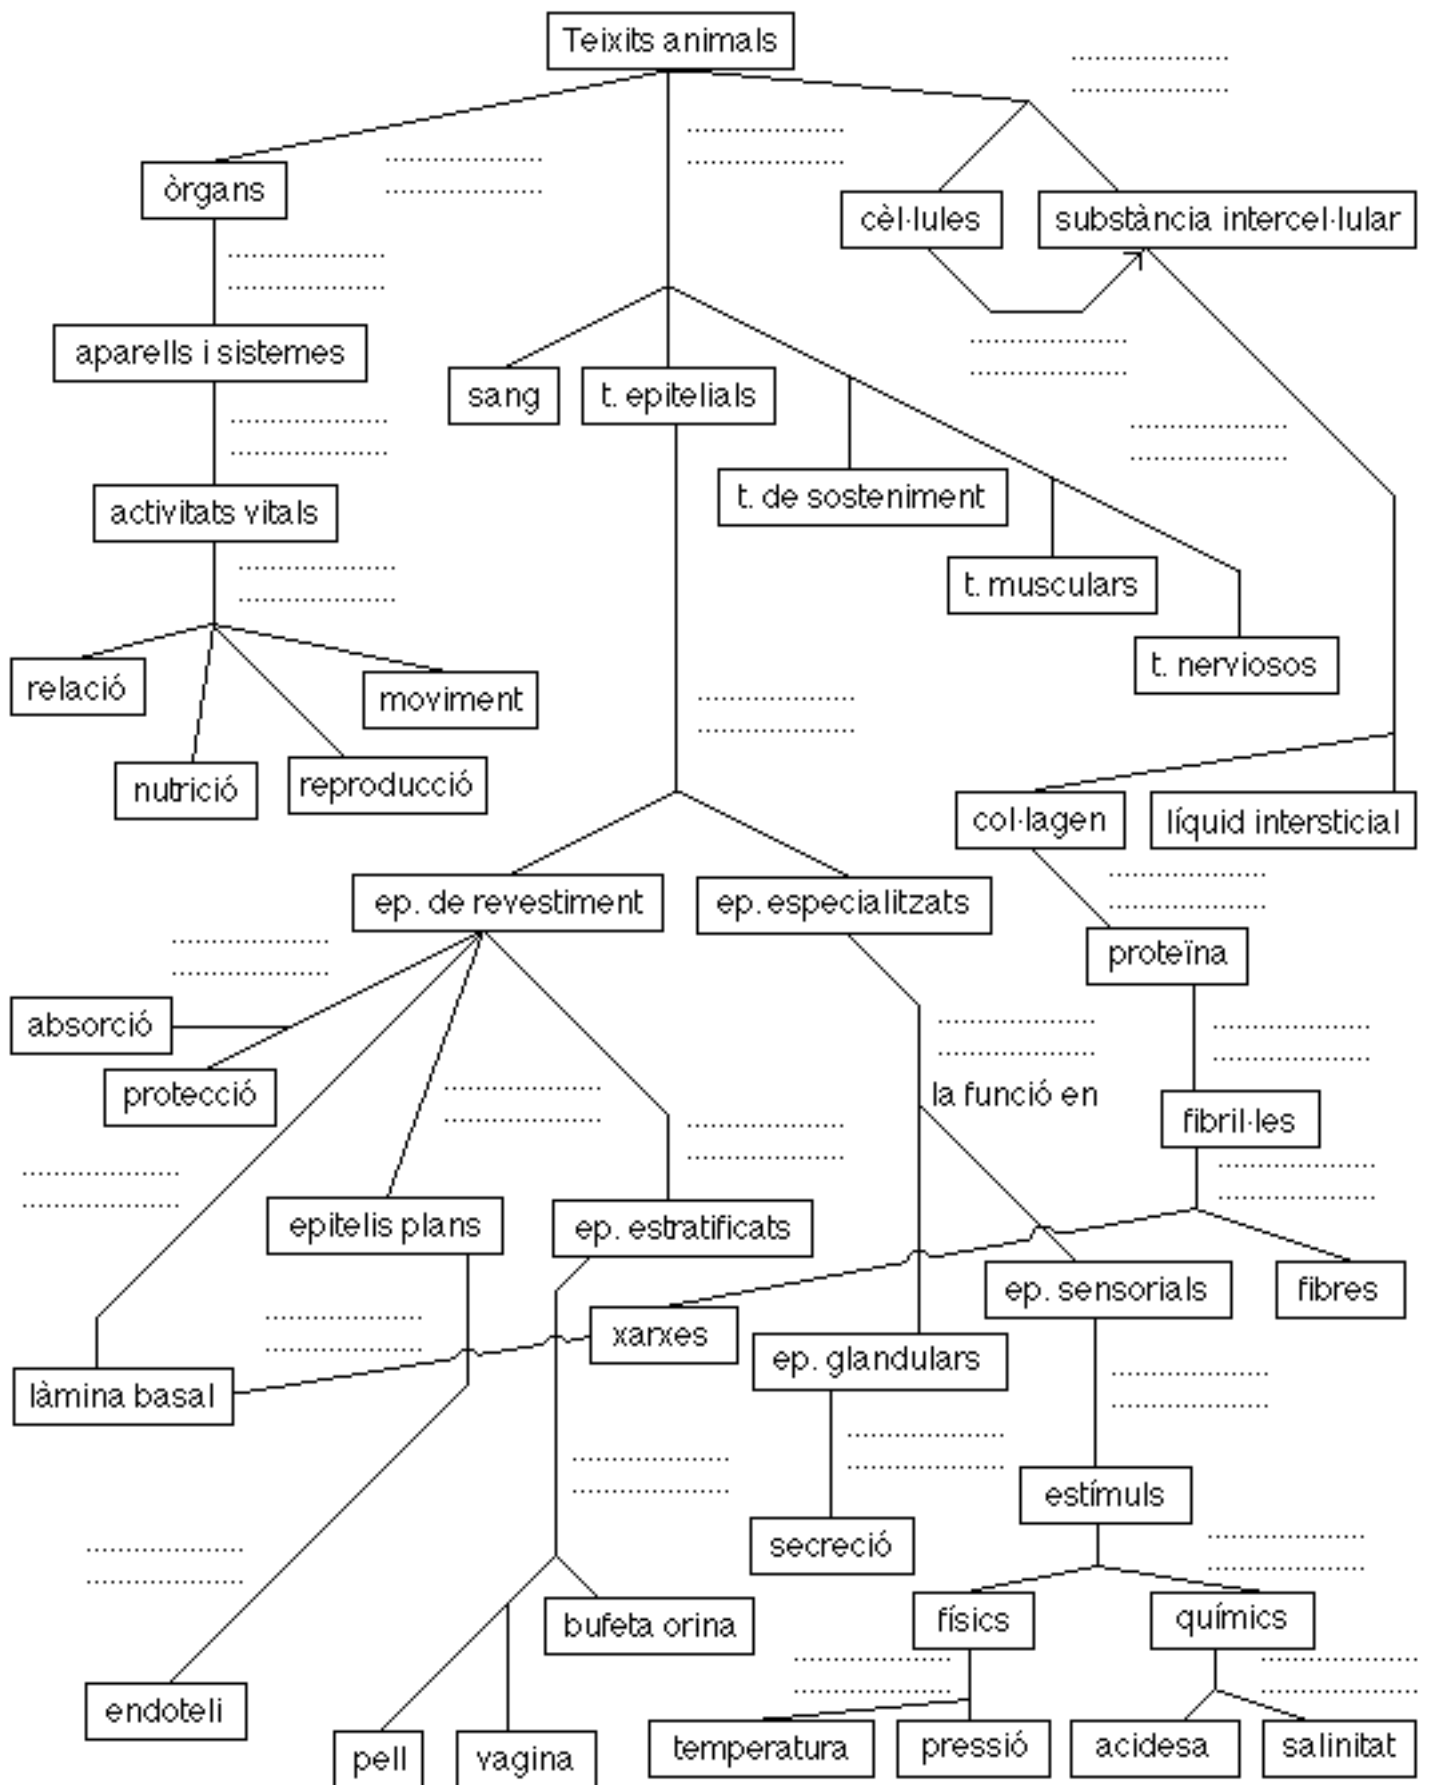 Teixits animals
òrgans
cèl·lules
substància intercel·lular
aparells i sistemes
sang
t. epitelials
t. de sosteniment
activitats vitals
t. musculars
t. nerviosos
relació
moviment
nutrició
reproducció
col·lagen
líquid intersticial
ep. de revestiment
ep. especialitzats
proteïna
absorció
protecció
la funció en
fibril·les
epitelis plans
ep. estratificats
ep. sensorials
fibres
xarxes
ep. glandulars
làmina basal
estímuls
secreció
bufeta orina
físics
químics
endoteli
pell
vagina
temperatura
pressió
acidesa
salinitat